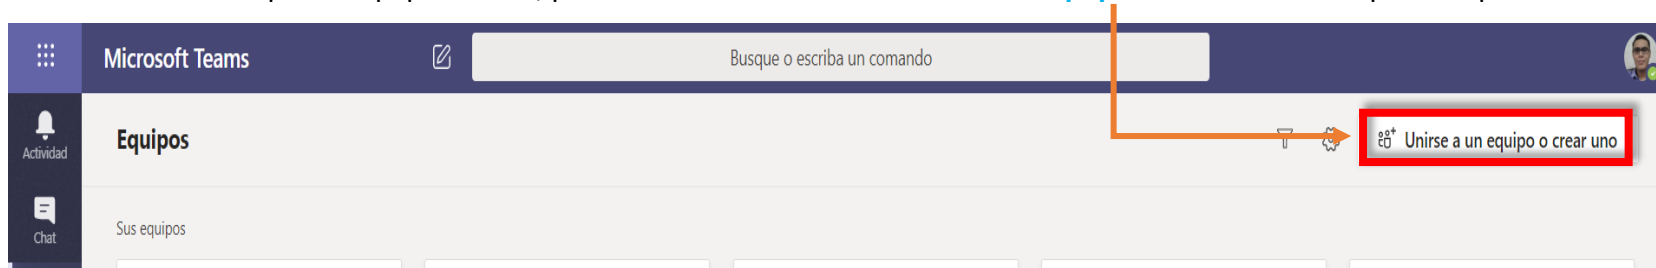 Microsoft Teams
Busque o escriba un comando
Actividad
Equipos
Unirse a un equipo o crear uno
Chat
Sus equipos